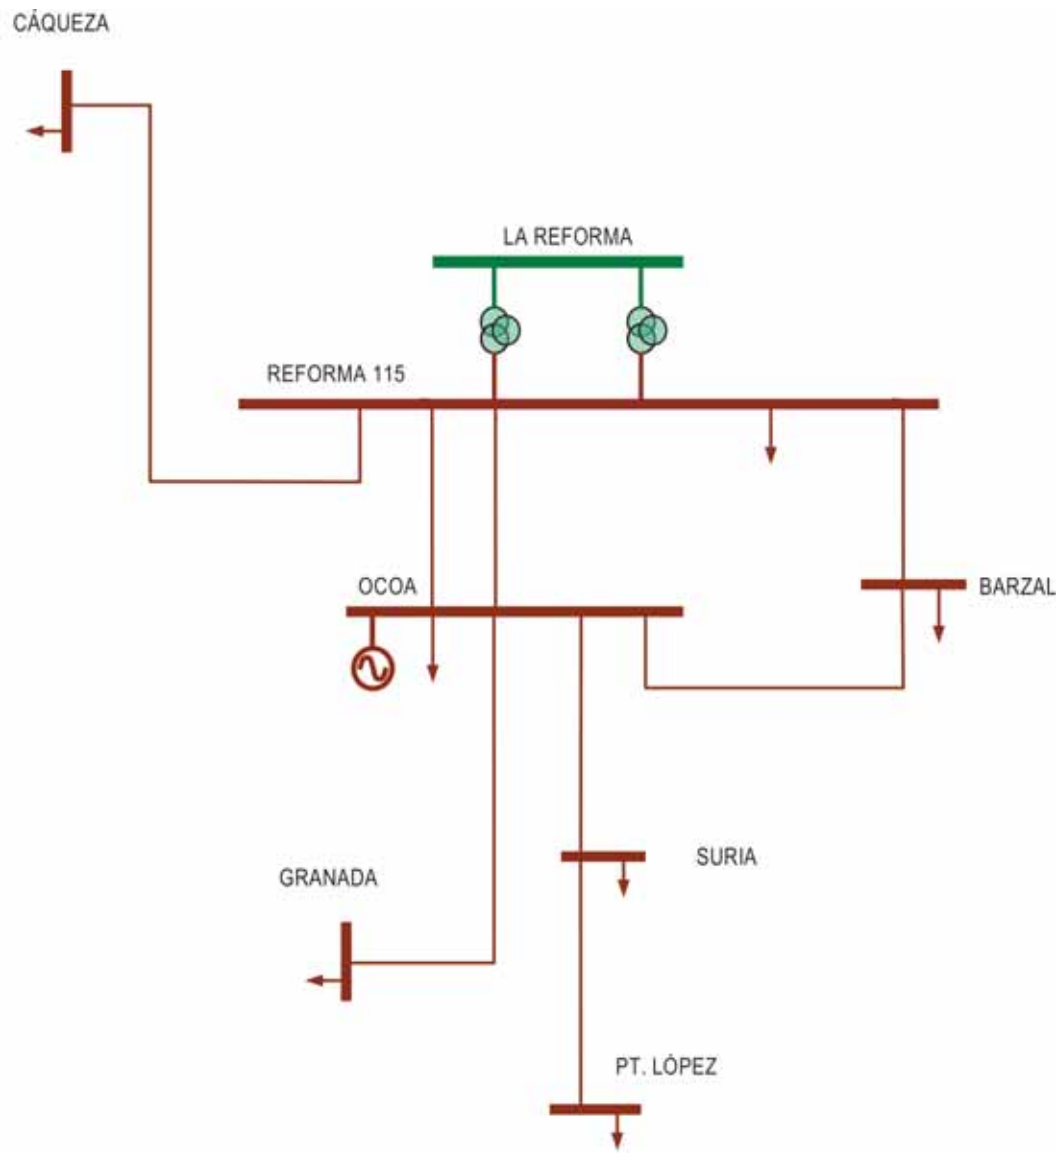 CÁQUEZA
LA REFORMA
REFORMA 115
OCOA
BARZAL
SURIA
GRANADA
PT. LÓPEZ